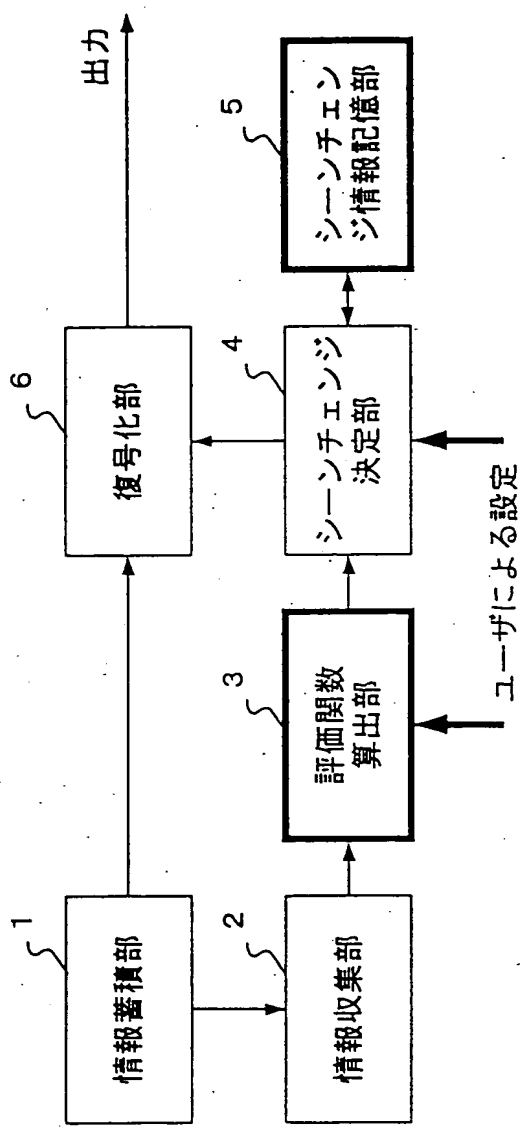 1
情報蓄積部
6
復号化部
出力
2
情報収集部
3
評価関数
算出部
4
シーンチェンジ
決定部
5
シーンチェン
ジ情報記憶部
ユーザによる設定